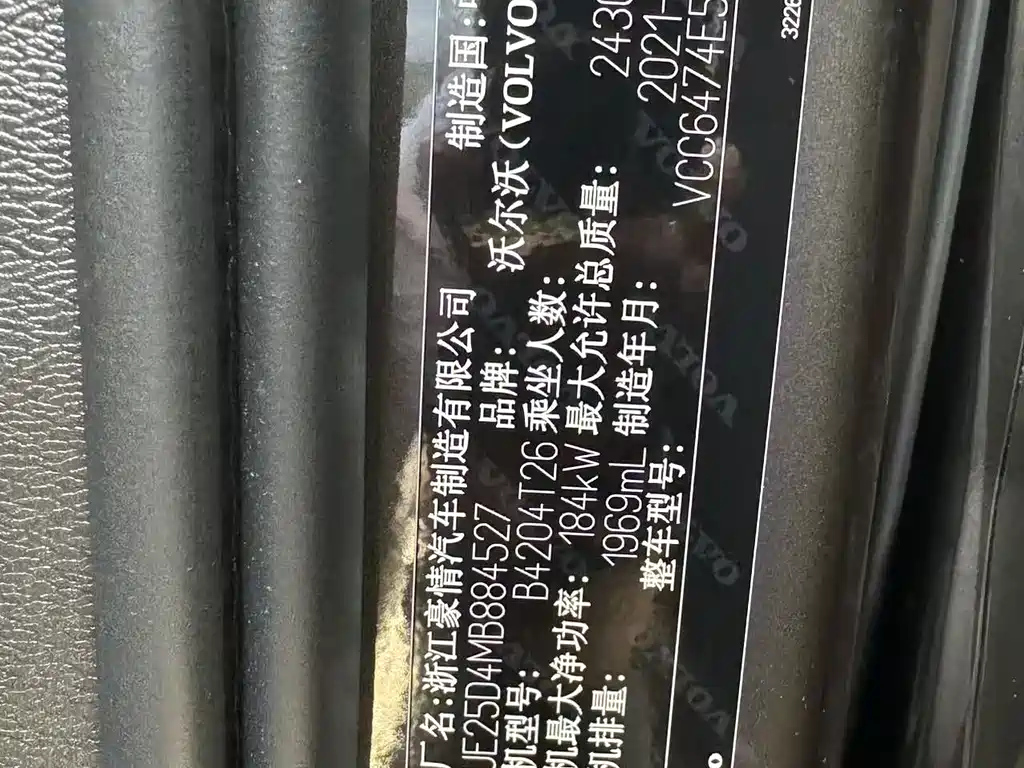 厂名:浙江豪情汽车制造有限公司 制造国:
JE25D4MB884527 品牌: 沃尔沃(VOLVO
机型号: B4204T26 乘坐人数:
机最大净功率: 184kW 最大允许总质量: 2430
机排量: 1969mL 制造年月: 2021-
整车型号: VCC6474E5
3226